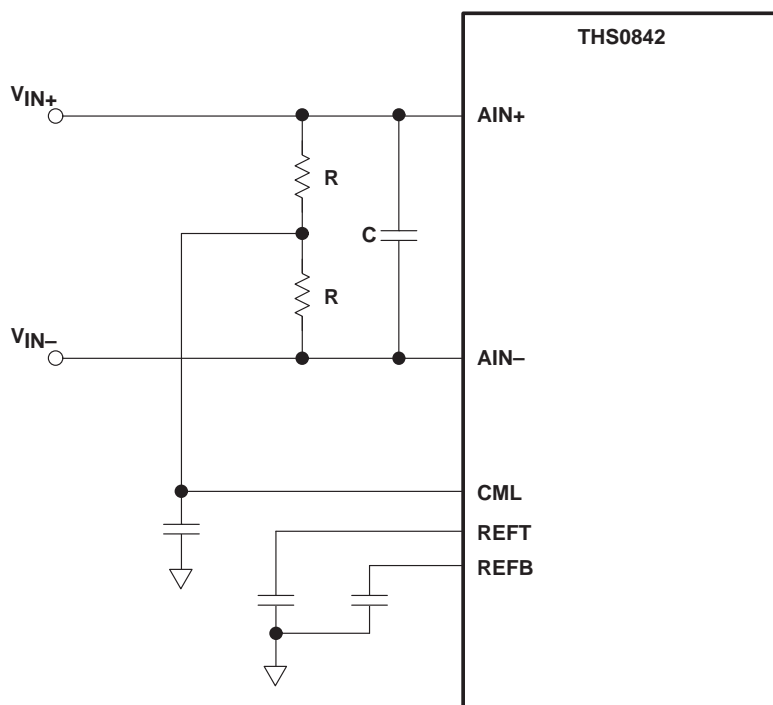 THS0842
VIN+
AIN+
R
C
R
VIN–
AIN–
CML
REFT
REFB